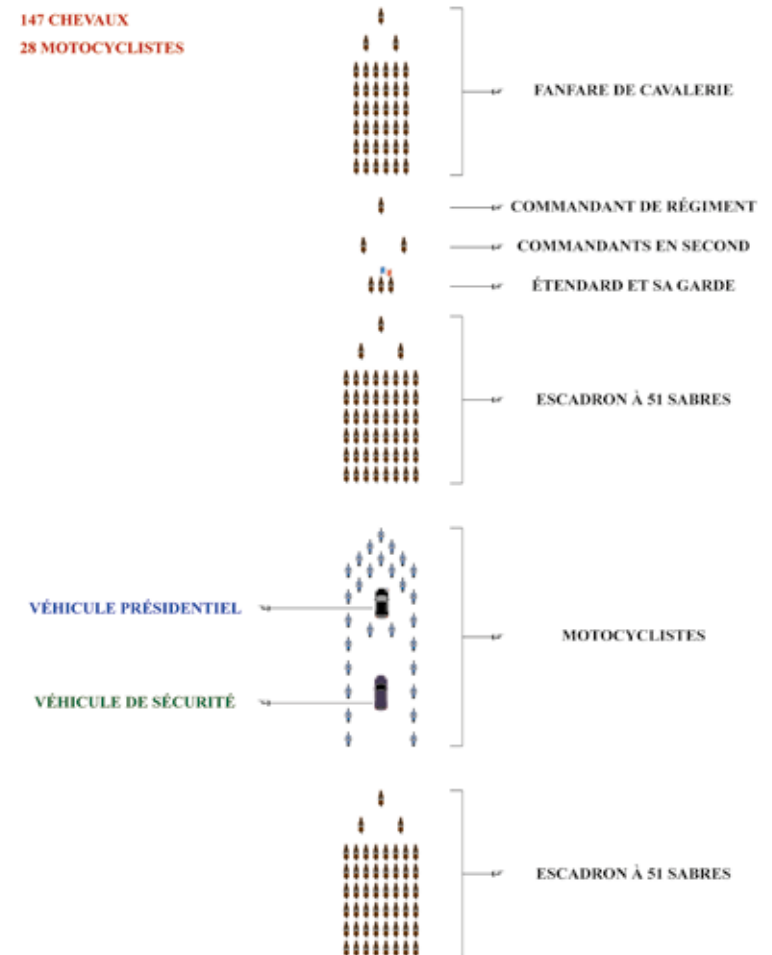 147 CHEVAUX
28 MOTOCYCLISTES
FANFARE DE CAVALERIE
COMMANDANT DE RÉGIMENT
COMMANDANTS EN SECOND
ÉTENDARD ET SA GARDE
ESCADRON À 51 SABRES
VÉHICULE PRÉSIDENTIEL
MOTOCYCLISTES
VÉHICULE DE SÉCURITÉ
ESCADRON À 51 SABRES